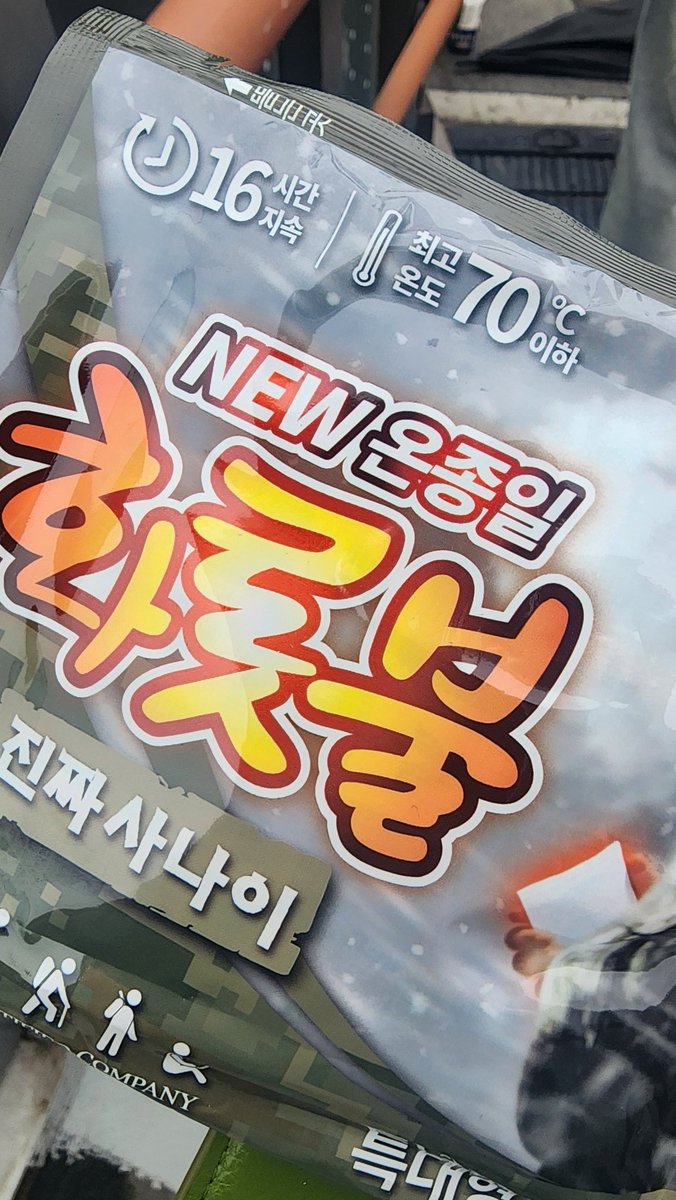 16 시간 지속
최고 온도 70 ℃ 이하
NEW 온종일
화롯불
진짜 사나이
COMPANY